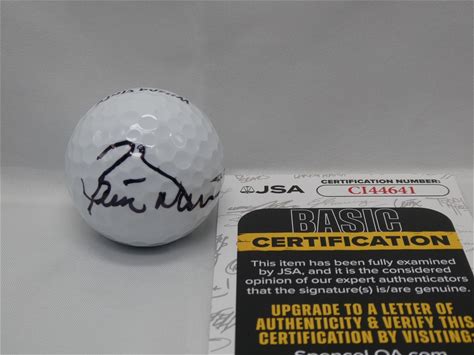 JSA
CERTIFICATION NUMBER
CI44641
BASIC
CERTIFICATION
This item has been fully examined
by JSA, and it is the considered
opinion of our expert authenticators
that the signature(s) is/are genuine.
UPGRADE TO A LETTER OF
AUTHENTICITY & VERIFY THIS
CERTIFICATION BY VISITING:
SpenceLOA.com